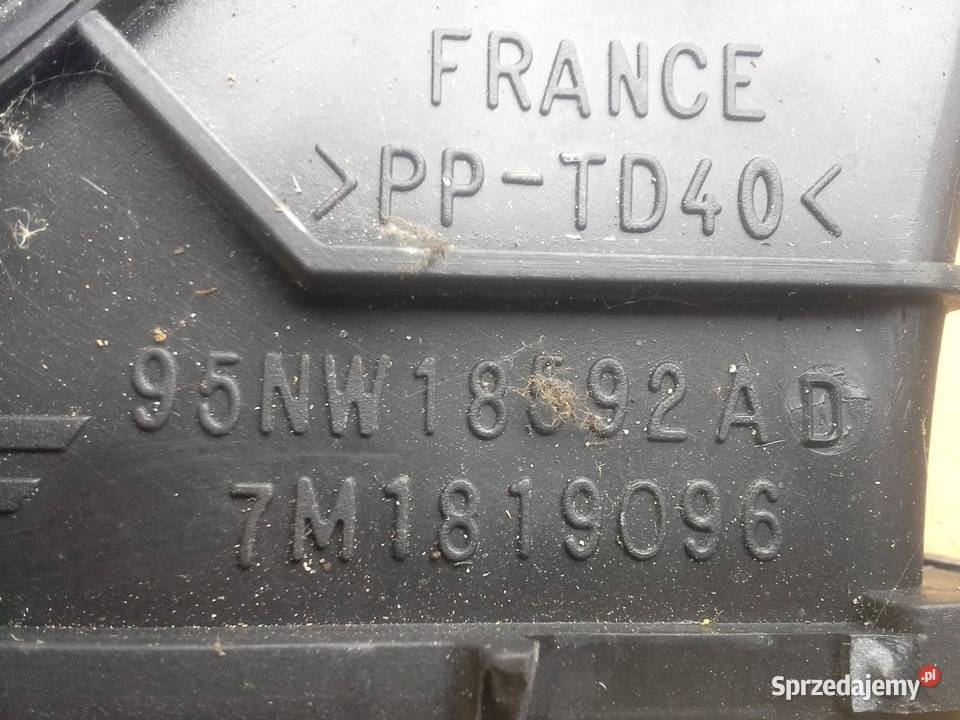 FRANCE
>PP-TD40<
95NW18592AD
7M1819096
Sprzedajemy.pl